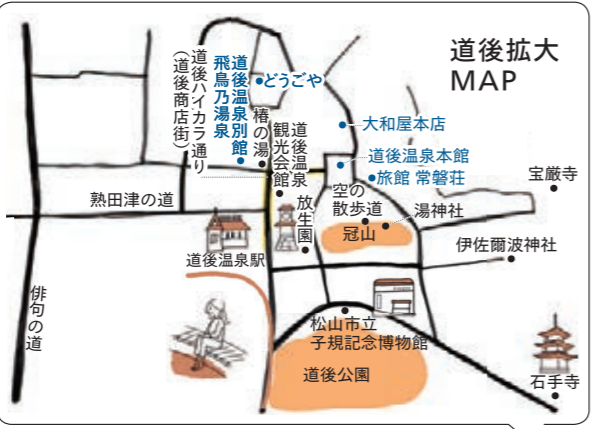 道後拡大
MAP
道後ハイカラ通り
(道後商店街)
道後温泉別館
飛鳥乃湯泉
どうごや
椿の湯
道後温泉
観光会館
大和屋本店
道後温泉本館
旅館 常磐荘
宝厳寺
空の
散歩道
湯神社
冠山
放生園
熟田津の道
道後温泉駅
伊佐爾波神社
俳句の道
松山市立
子規記念博物館
道後公園
石手寺